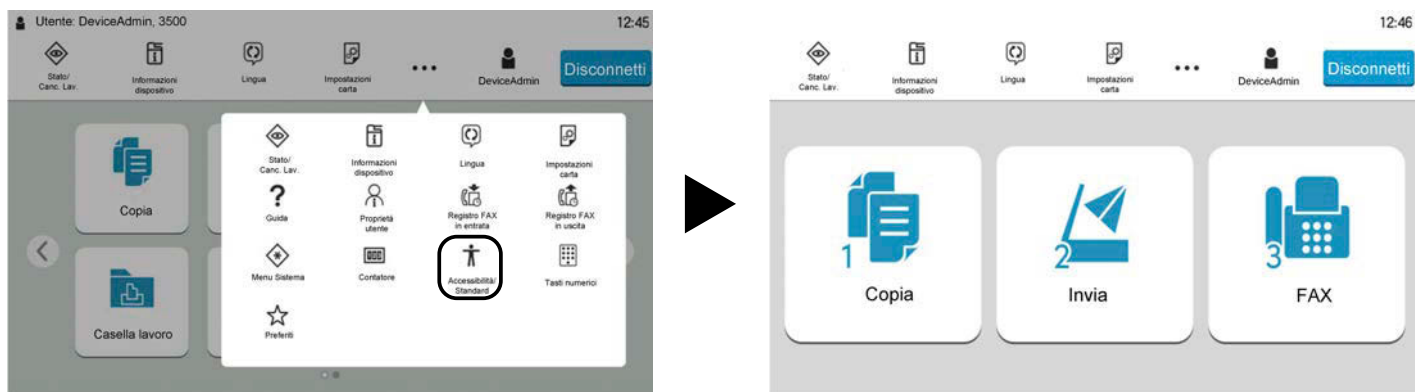 Utente: DeviceAdmin, 3500
12:45
Stato/
Canc. Lav.
Informazioni
dispositivo
Lingua
Impostazioni
carta
DeviceAdmin
Disconnetti
Copia
Casella lavoro
Stato/
Canc. Lav.
Informazioni
dispositivo
Lingua
Impostazioni
carta
Guida
Proprietà
utente
Registro FAX
in entrata
Registro FAX
in uscita
Menu Sistema
Contatore
Accessibilità/
Standard
Tasti numerici
Preferiti
12:46
Stato/
Canc. Lav.
Informazioni
dispositivo
Lingua
Impostazioni
carta
DeviceAdmin
Disconnetti
1
Copia
2
Invia
3
FAX